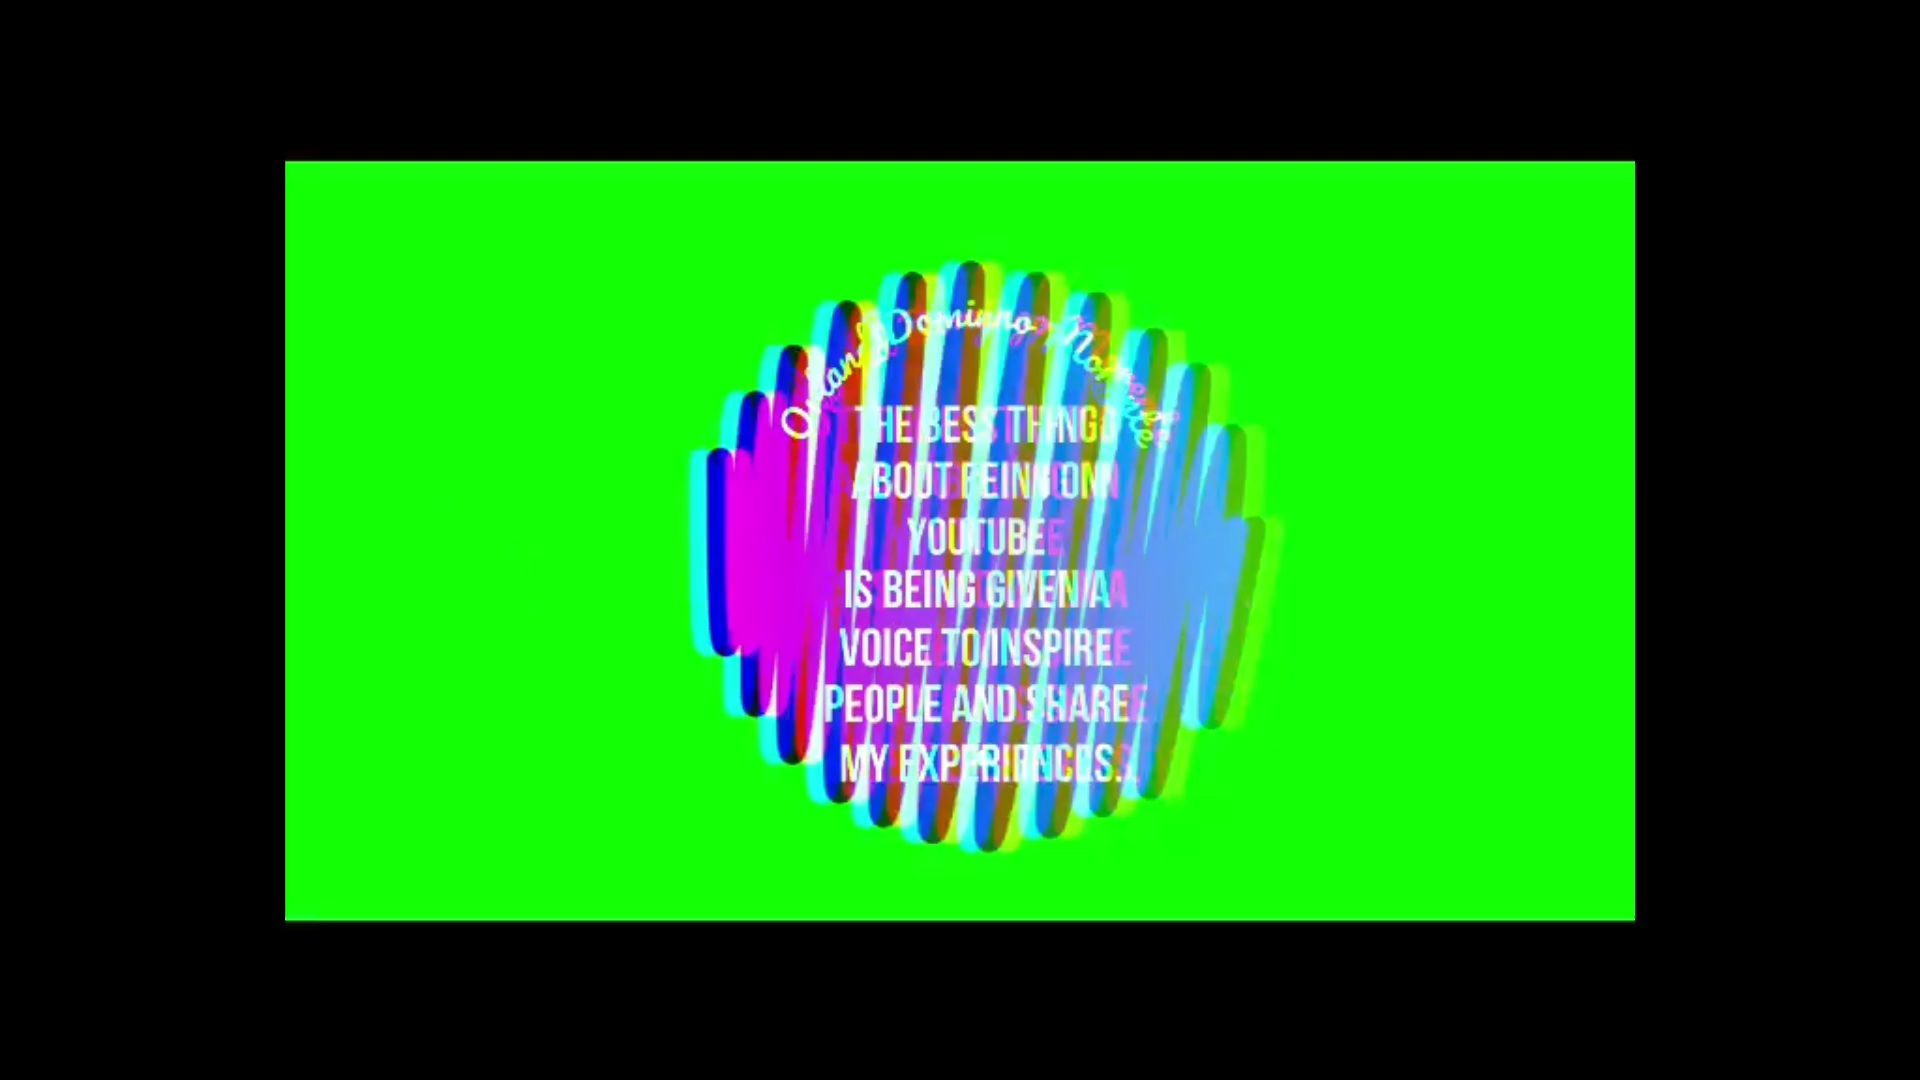 THE BEST THING
ABOUT BEING ON
YOUTUBE
IS BEING GIVEN A
VOICE TO INSPIRE
PEOPLE AND SHARE
MY EXPERIENCES.